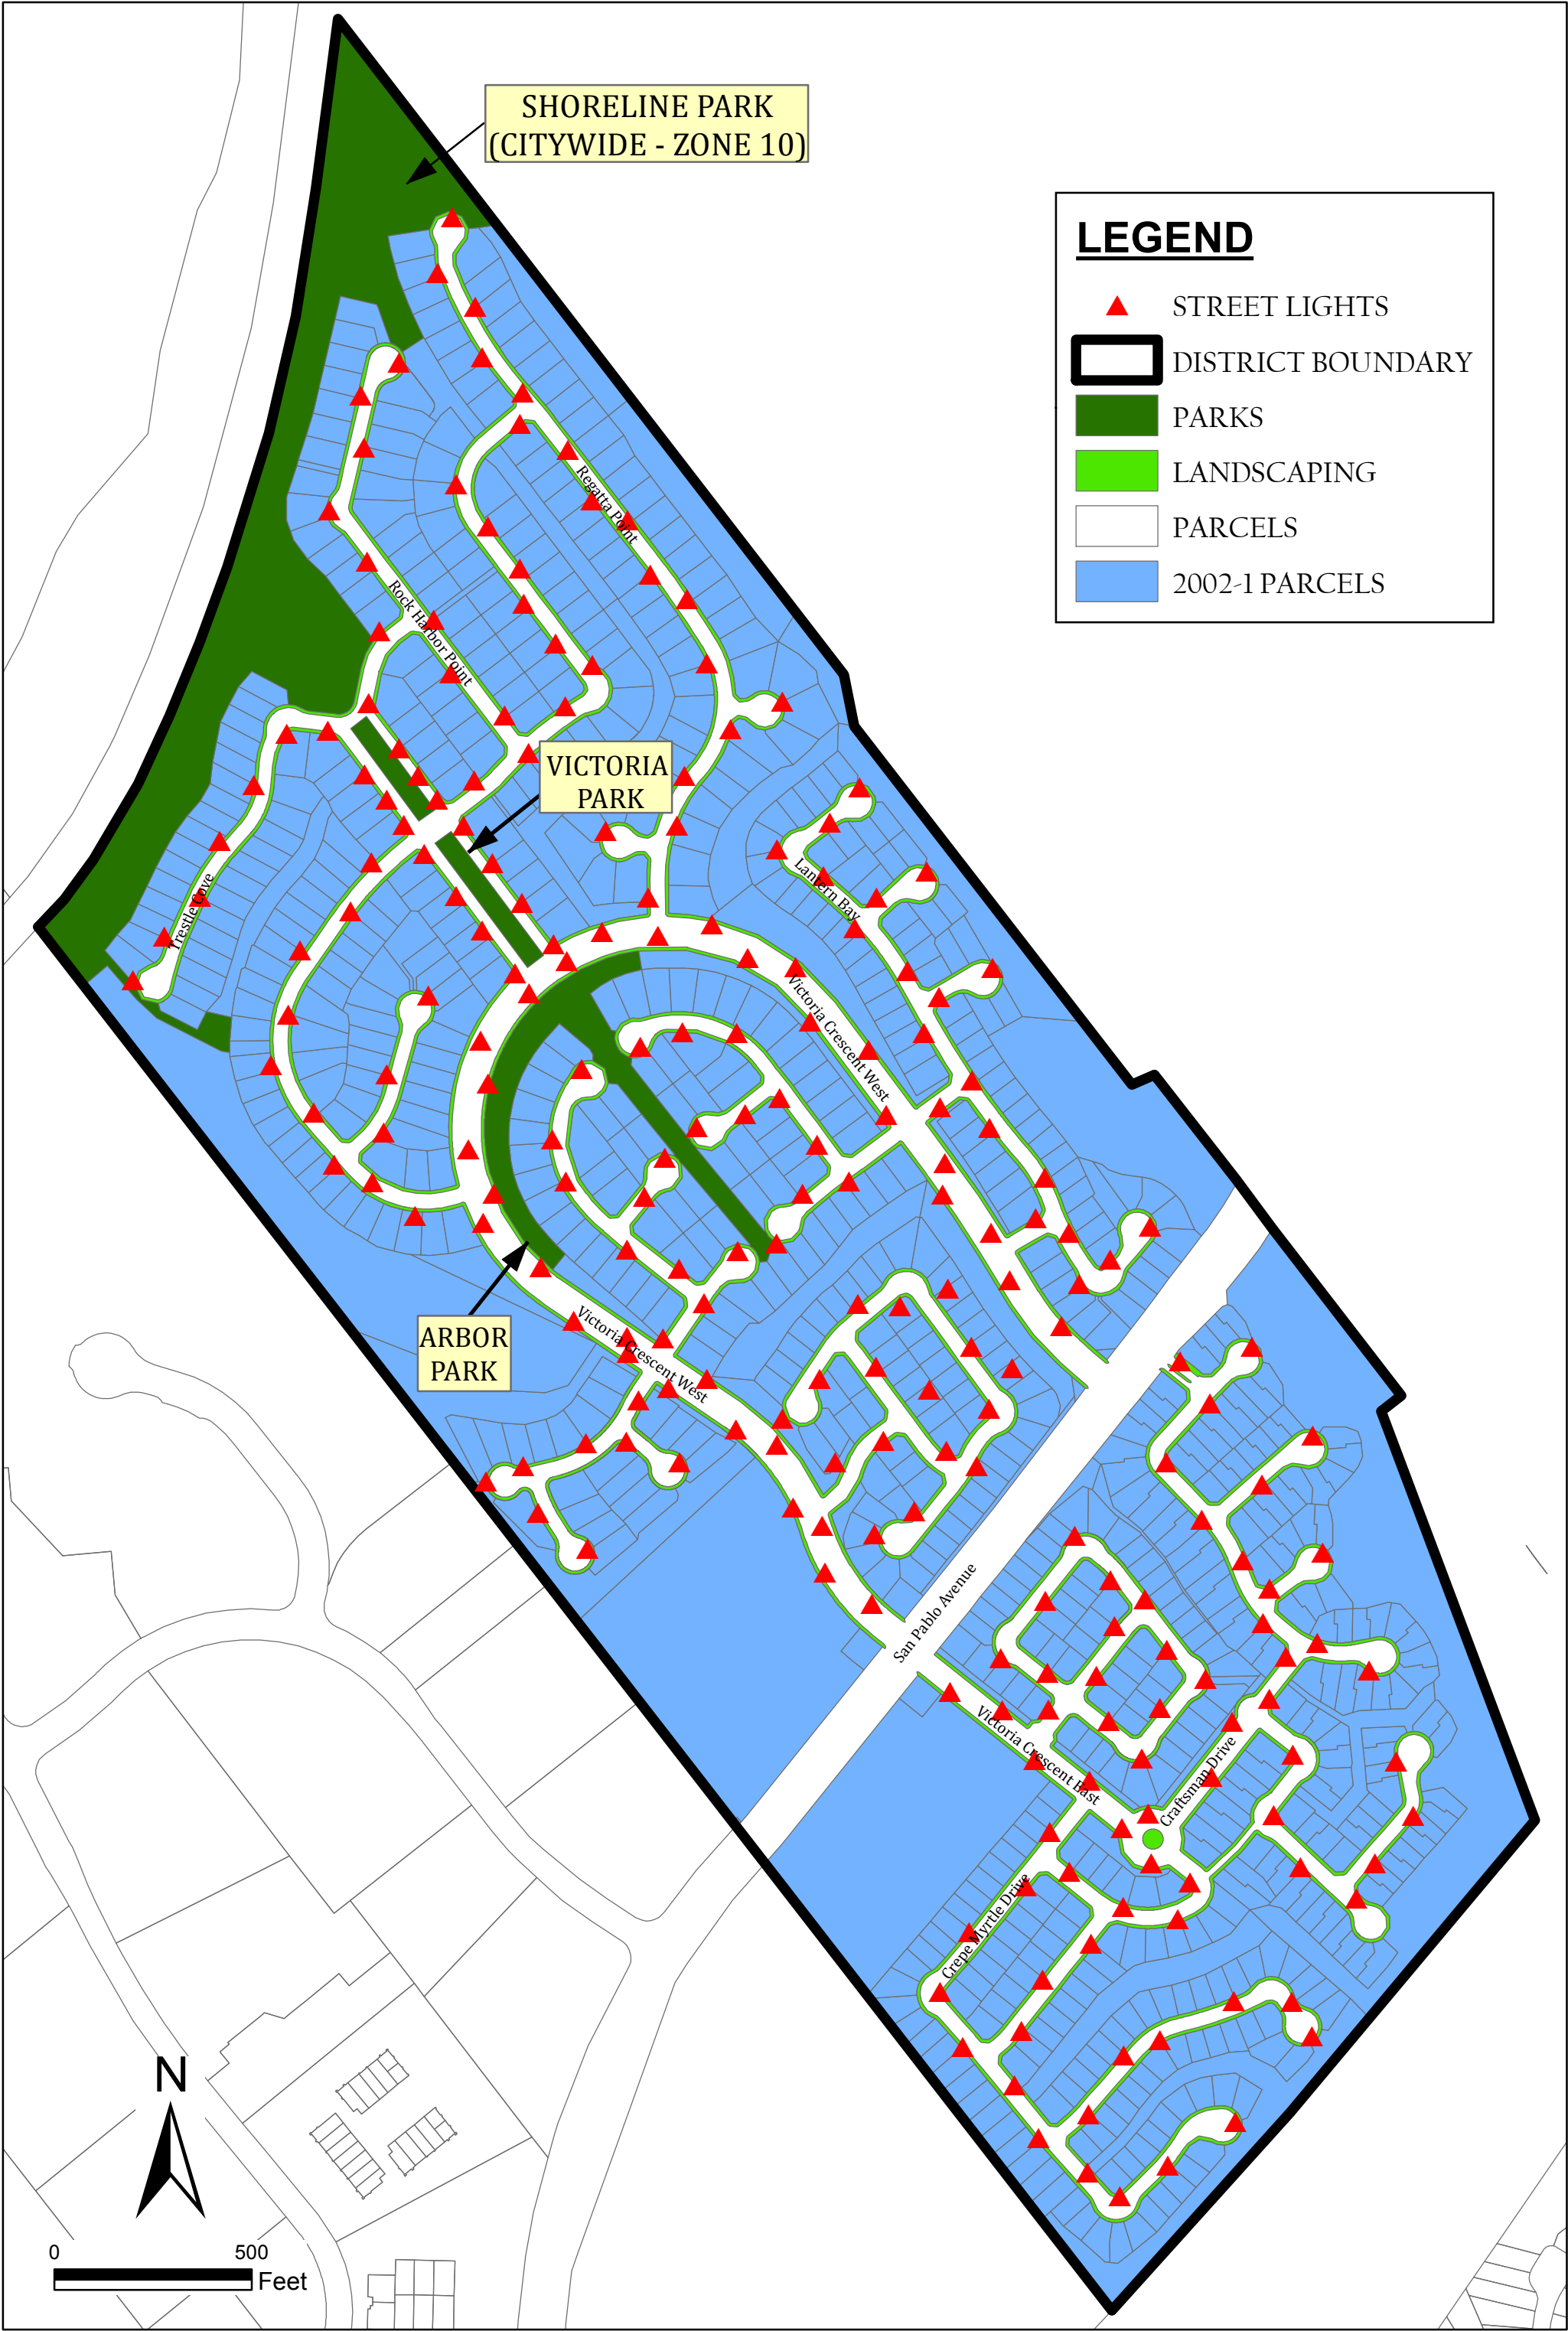 SHORELINE PARK
(CITYWIDE - ZONE 10)
LEGEND
STREET LIGHTS
DISTRICT BOUNDARY
PARKS
LANDSCAPING
PARCELS
2002-1 PARCELS
Regatta Point
Rock Harbor Point
VICTORIA
PARK
Lantern Bay
Trestle Cove
Victoria Crescent West
ARBOR
PARK
Victoria Crescent West
San Pablo Avenue
Victoria Crescent East
Craftsman Drive
Crepe Myrtle Drive
N
0 500
Feet